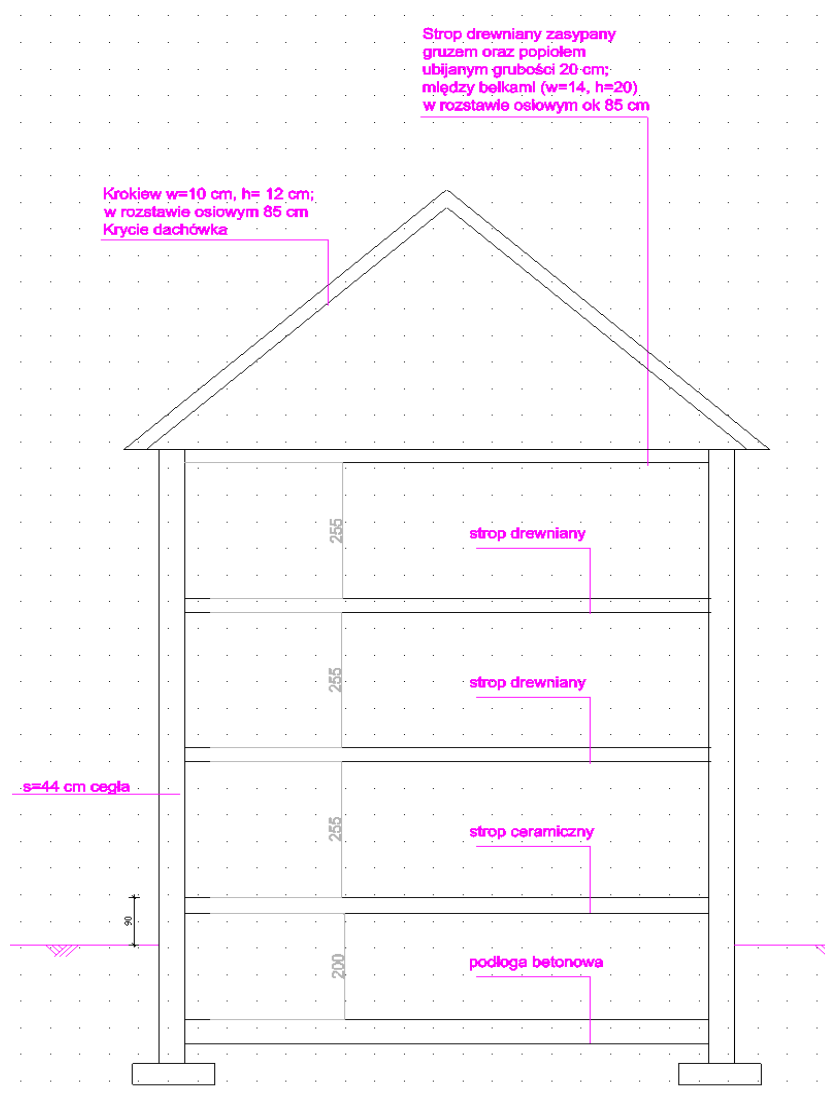 Strop drewniany zasypany
gruzem oraz popiołem
ubijanym grubości 20 cm;
między belkami (w=14, h=20)
w rozstawie osiowym ok 85 cm
Krokiew w=10 cm, h= 12 cm;
w rozstawie osiowym 85 cm
Krycie dachówka
255
strop drewniany
255
strop drewniany
s=44 cm cegła
255
strop ceramiczny
90
200
podłoga betonowa